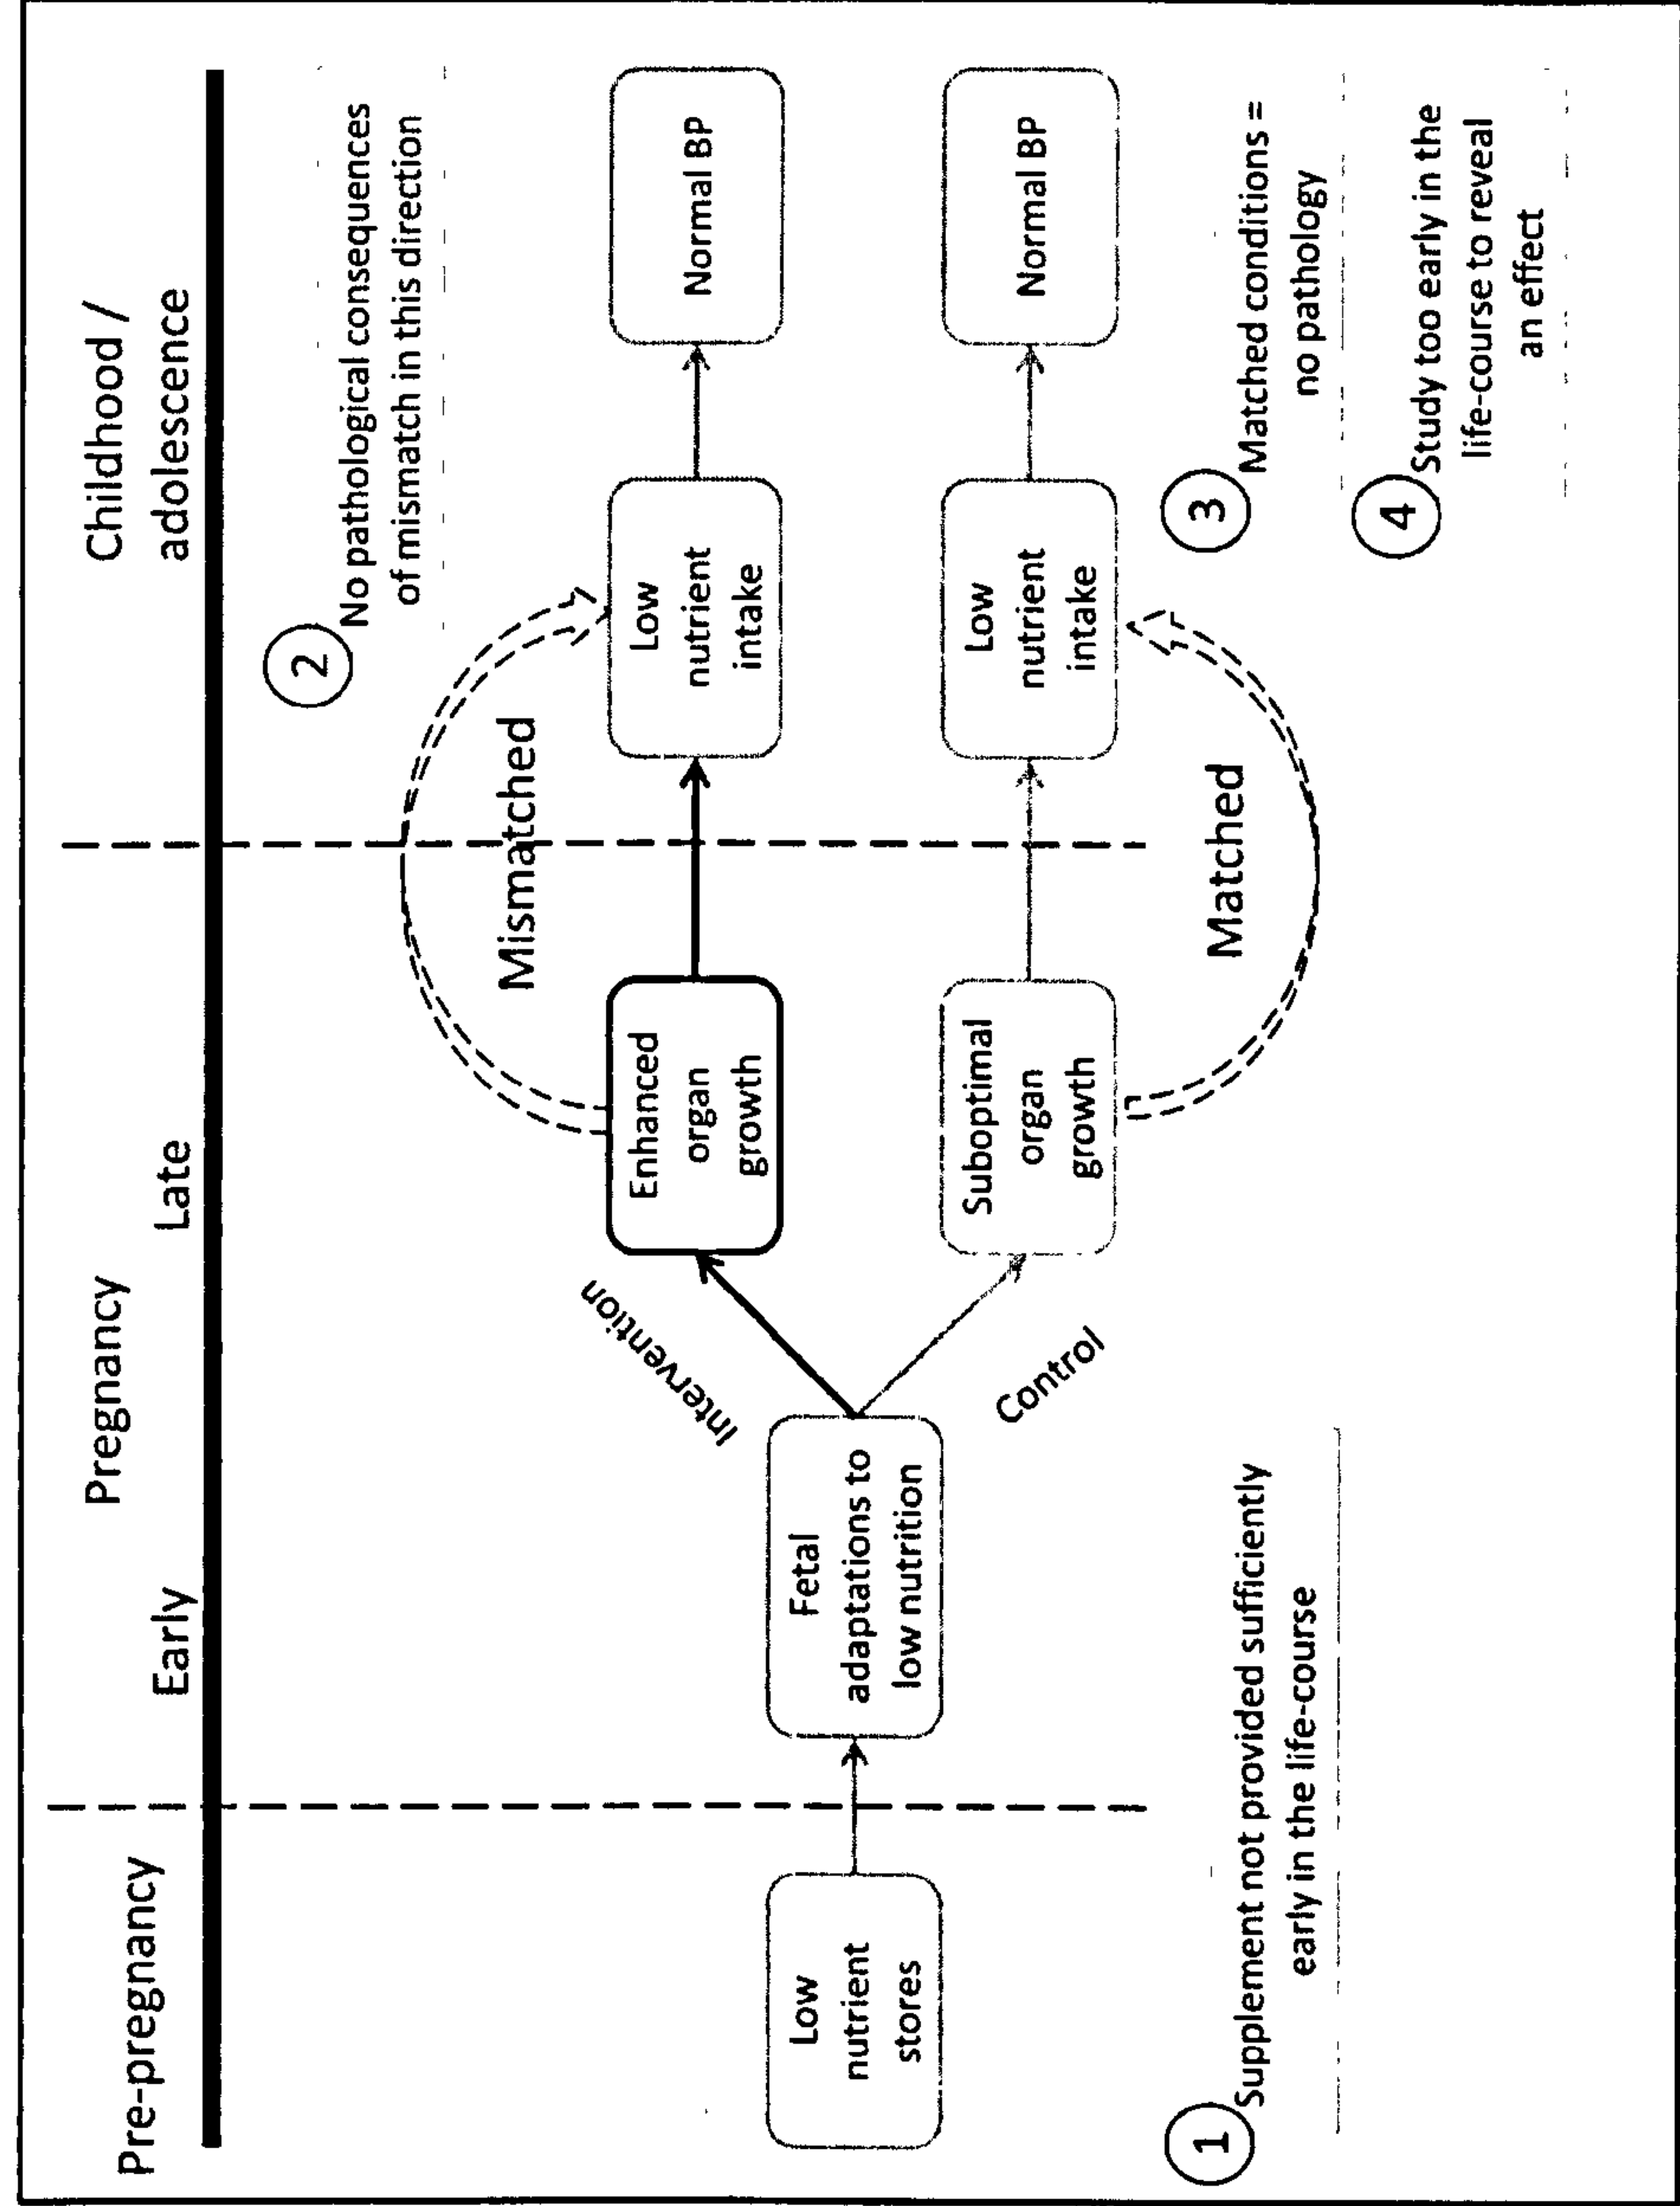 Pre-pregnancy
Pregnancy
Childhood /
adolescence
Early
Late
2
No pathological consequences
of mismatch in this direction
Mismatched
Intervention
Enhanced
organ
growth
Low
nutrient
intake
Normal BP
Low
nutrient
stores
Fetal
adaptations to
low nutrition
Control
Suboptimal
organ
growth
Low
nutrient
intake
Normal BP
Matched
1
Supplement not provided sufficiently
early in the life-course
3
Matched conditions =
no pathology
4
Study too early in the
life-course to reveal
an effect